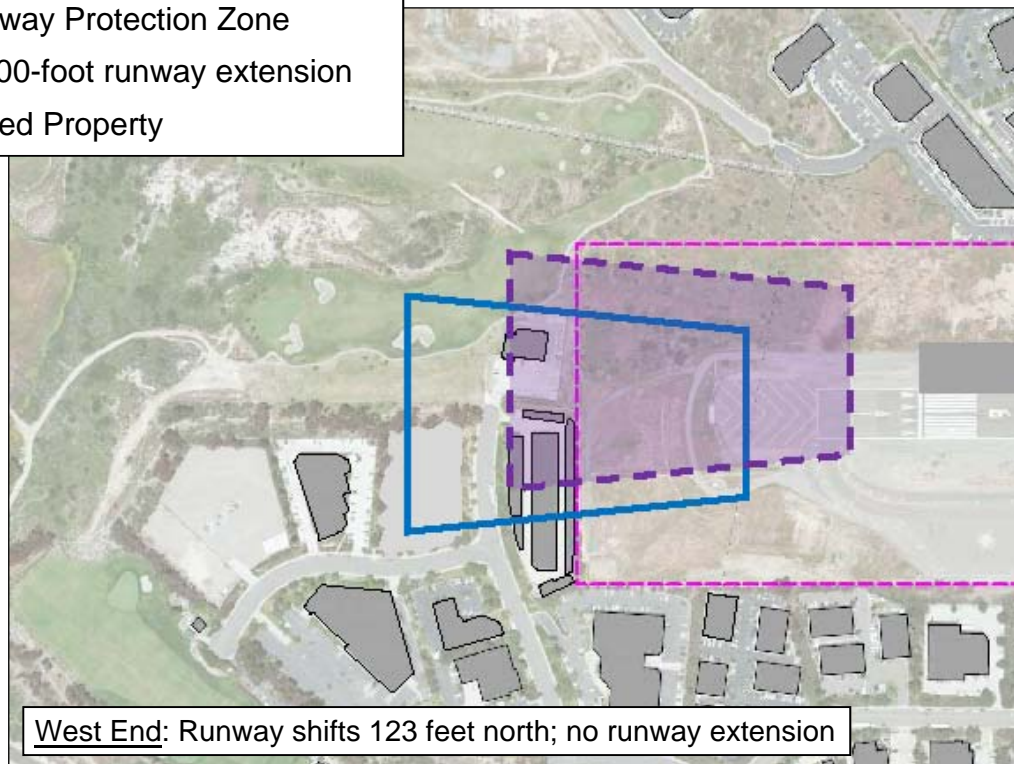 way Protection Zone
00-foot runway extension
ed Property
West End: Runway shifts 123 feet north; no runway extension